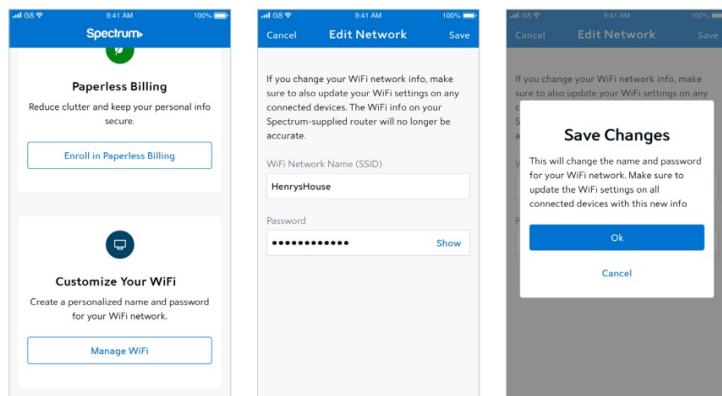 GS 9:41 AM 100%
Spectrum
Paperless Billing
Reduce clutter and keep your personal info
secure.
Enroll in Paperless Billing
Customize Your WiFi
Create a personalized name and password
for your WiFi network.
Manage WiFi
GS 9:41 AM 100%
Cancel Edit Network Save
If you change your WiFi network info, make
sure to also update your WiFi settings on any
connected devices. The WiFi info on your
Spectrum-supplied router will no longer be
accurate.
WiFi Network Name (SSID)
HenrysHouse
Password
●●●●●●●●●●●● Show
GS 9:41 AM 100%
Cancel Edit Network Save
If you change your WiFi network info, make
sure to also update your WiFi settings on any
Save Changes
This will change the name and password
for your WiFi network. Make sure to
update the WiFi settings on all
connected devices with this new info
Ok
Cancel